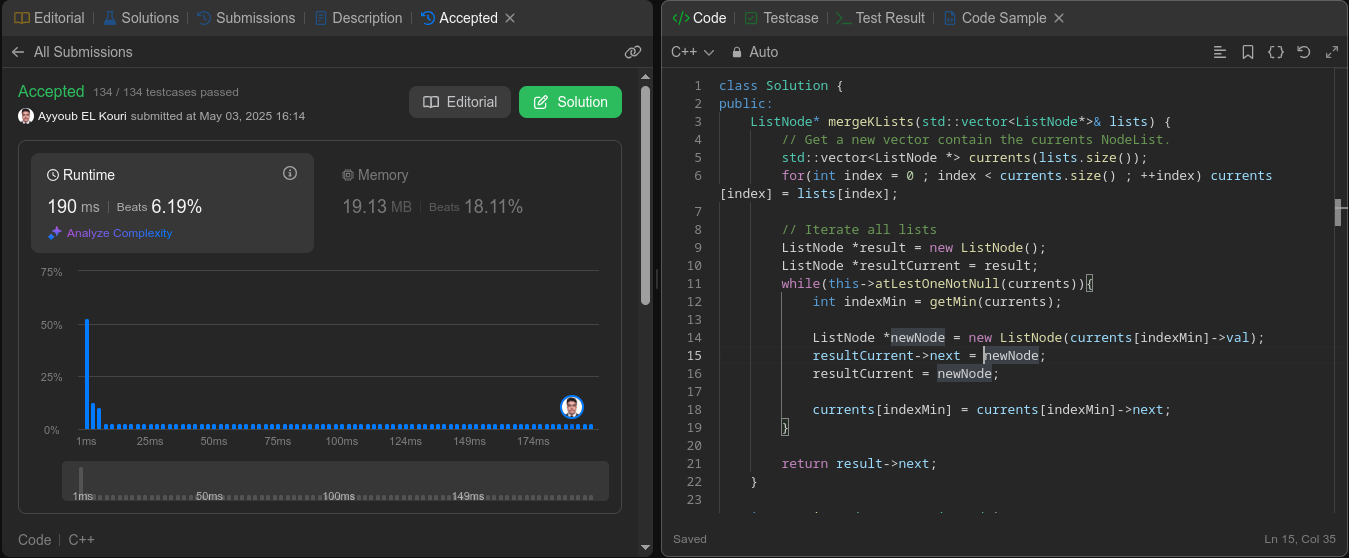 Editorial Solutions Submissions Description Accepted
All Submissions
Accepted 134 / 134 testcases passed
Ayyoub EL Kouri submitted at May 03, 2025 16:14
Editorial Solution
Runtime
190 ms Beats 6.19%
Analyze Complexity
Memory
19.13 MB Beats 18.11%
75%
50%
25%
0%
1ms 25ms 50ms 75ms 100ms 124ms 149ms 174ms
1ms 50ms 100ms 149ms
Code C++
</> Code Testcase >_ Test Result Code Sample
C++ Auto
1 class Solution {
2 public:
3 ListNode* mergeKLists(std::vector<ListNode*>& lists) {
4 // Get a new vector contain the currents NodeList.
5 std::vector<ListNode *> currents(lists.size());
6 for(int index = 0 ; index < currents.size() ; ++index) currents
[index] = lists[index];
7
8 // Iterate all lists
9 ListNode *result = new ListNode();
10 ListNode *resultCurrent = result;
11 while(this->atLestOneNotNull(currents)){
12 int indexMin = getMin(currents);
13
14 ListNode *newNode = new ListNode(currents[indexMin]->val);
15 resultCurrent->next = newNode;
16 resultCurrent = newNode;
17
18 currents[indexMin] = currents[indexMin]->next;
19 }
20
21 return result->next;
22 }
23
Saved Ln 15, Col 35